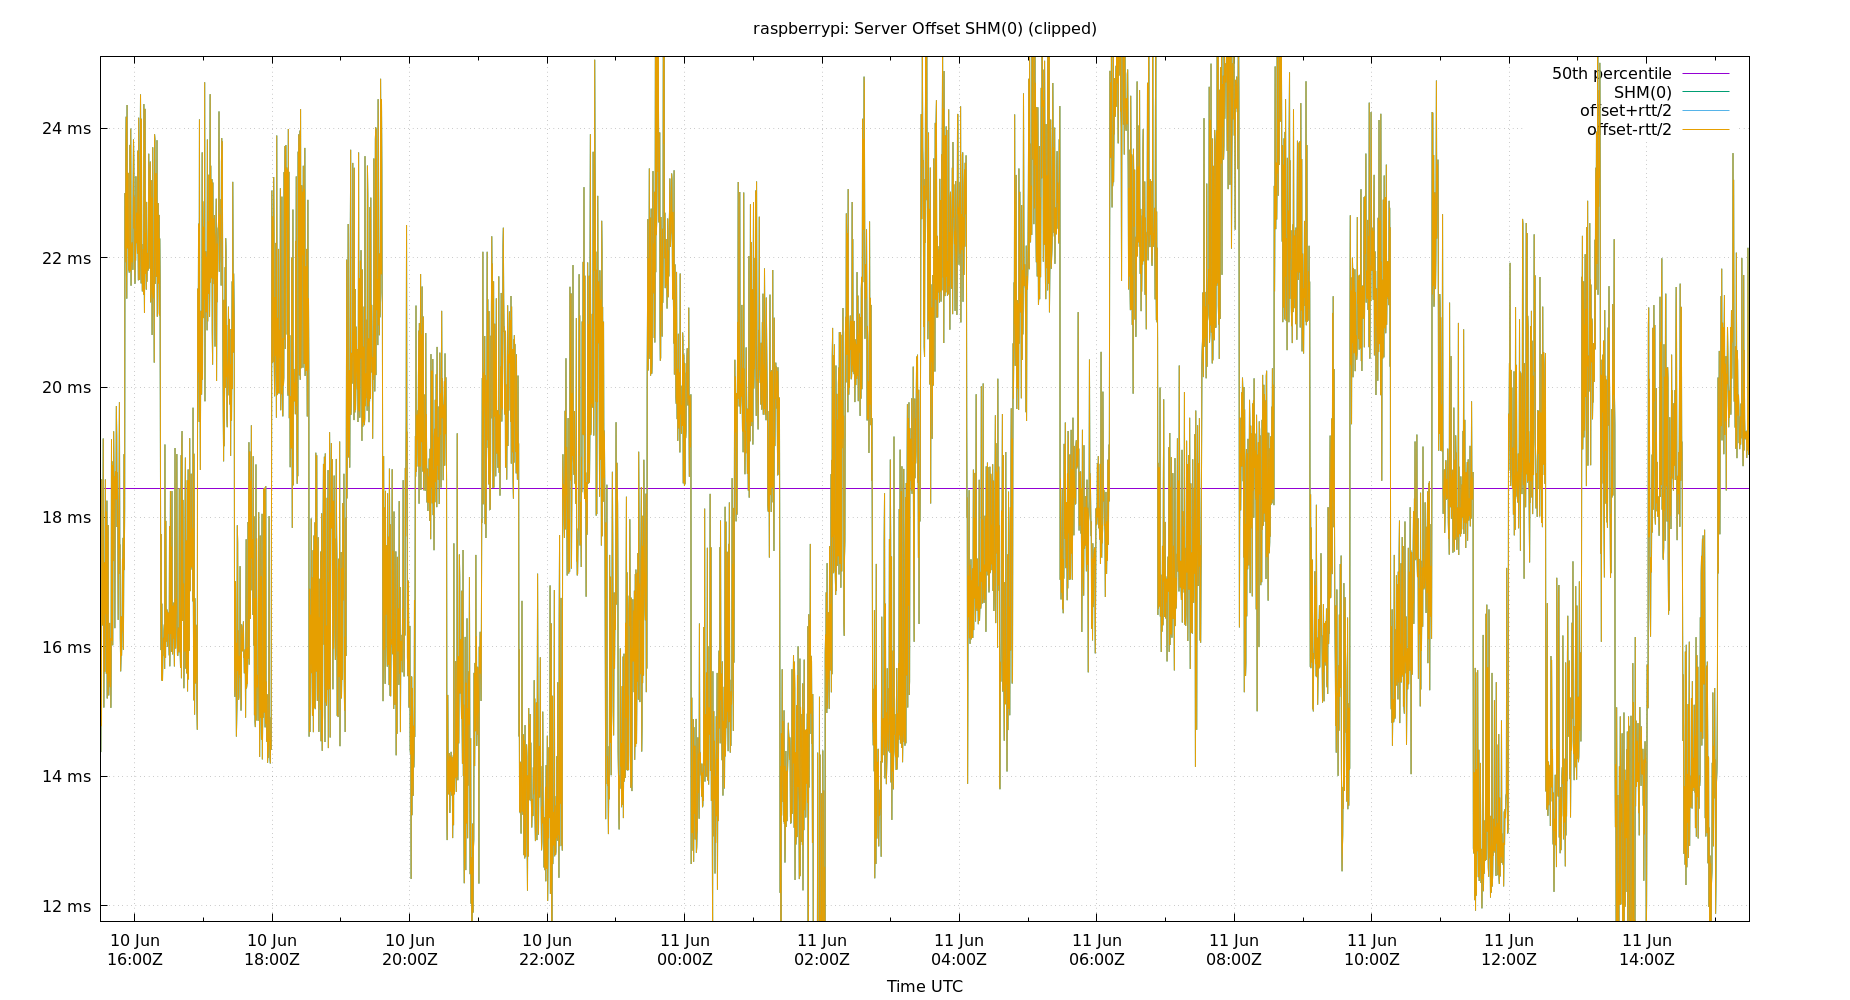 raspberrypi: Server Offset SHM(0) (clipped)
50th percentile
SHM(0)
offset+rtt/2
offset-rtt/2
24 ms
22 ms
20 ms
18 ms
16 ms
14 ms
12 ms
10 Jun 10 Jun 10 Jun 10 Jun 11 Jun 11 Jun 11 Jun 11 Jun 11 Jun 11 Jun 11 Jun 11 Jun
16:00Z 18:00Z 20:00Z 22:00Z 00:00Z 02:00Z 04:00Z 06:00Z 08:00Z 10:00Z 12:00Z 14:00Z
Time UTC